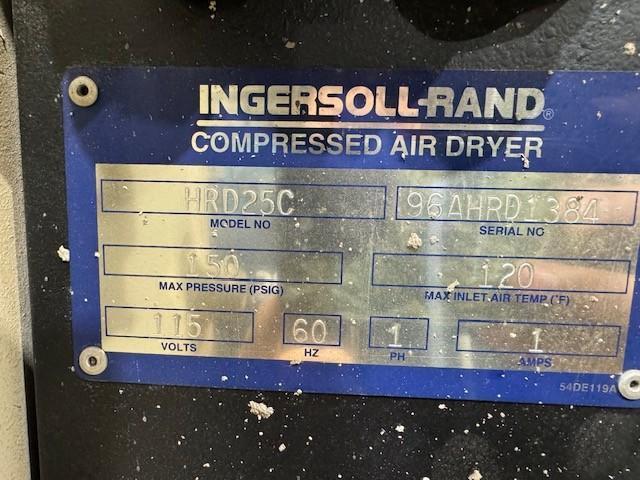 INGERSOLL-RAND®
COMPRESSED AIR DRYER
HRD25C 96AHRD1384
MODEL NO SERIAL NO
150 120
MAX PRESSURE (PSIG) MAX INLET AIR TEMP (°F)
115 60 1 1
VOLTS HZ PH AMPS
54DE119A